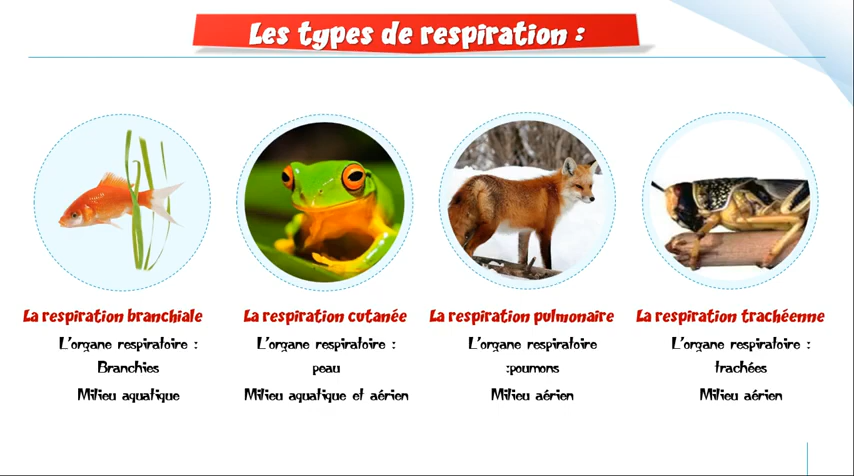 Les types de respiration :
La respiration branchiale
L'organe respiratoire :
Branchies
Milieu aquatique
La respiration cutanée
L'organe respiratoire :
peau
Milieu aquatique et aérien
La respiration pulmonaire
L'organe respiratoire
:poumons
Milieu aérien
La respiration trachéenne
L'organe respiratoire :
trachées
Milieu aérien